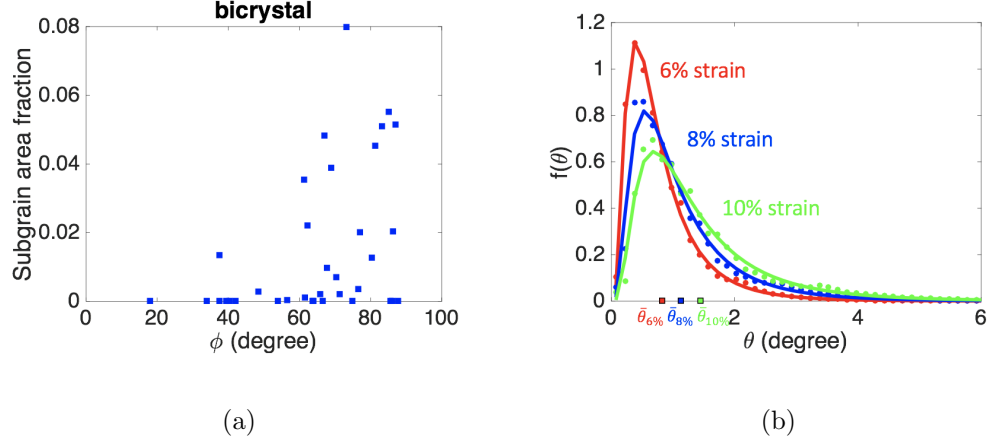 bicrystal
Subgrain area fraction
0.08
0.06
0.04
0.02
0
0 20 40 60 80 100
ϕ (degree)
(a)
f(θ)
1.2
1
0.8
0.6
0.4
0.2
0
6% strain
8% strain
10% strain
θ̄6% θ̄8% θ̄10%
0 2 4 6
θ (degree)
(b)